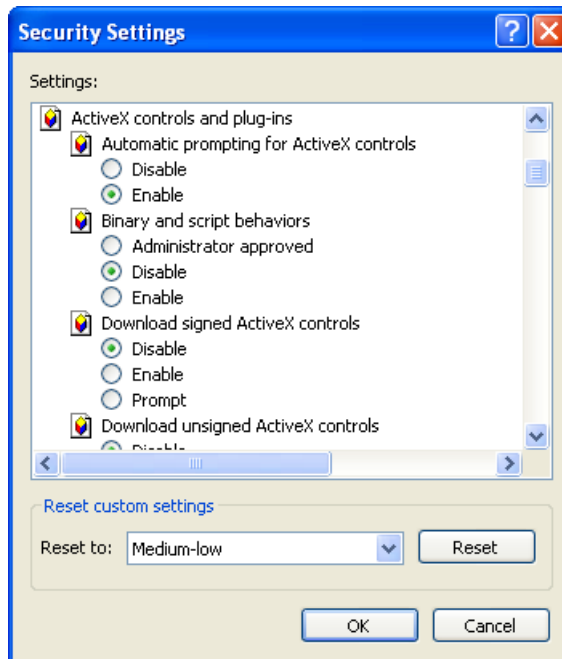 Security Settings
Settings:
ActiveX controls and plug-ins
Automatic prompting for ActiveX controls
Disable
Enable
Binary and script behaviors
Administrator approved
Disable
Enable
Download signed ActiveX controls
Disable
Enable
Prompt
Download unsigned ActiveX controls
Disable
Reset custom settings
Reset to: Medium-low Reset
OK Cancel